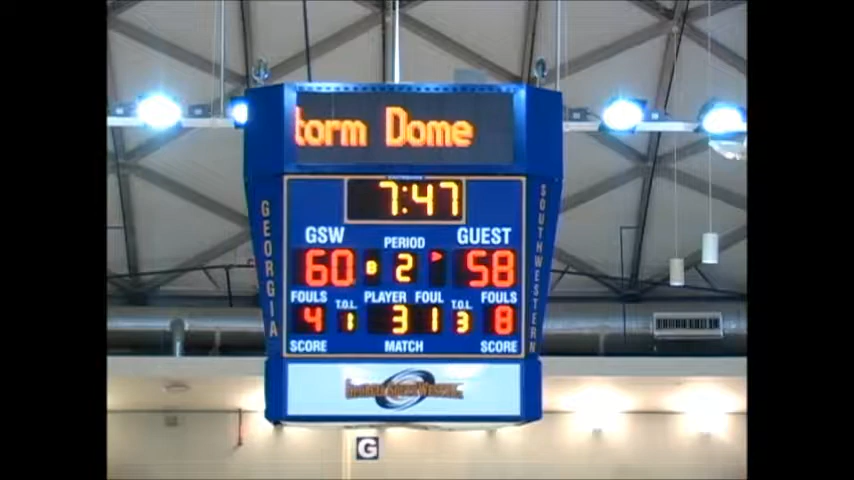 torm Dome
7:47
GSW PERIOD GUEST
60 B 2 58
FOULS T.O.L. PLAYER FOUL T.O.L. FOULS
4 1 3 1 3 8
SCORE MATCH SCORE
GEORGIA
SOUTHWESTERN
G